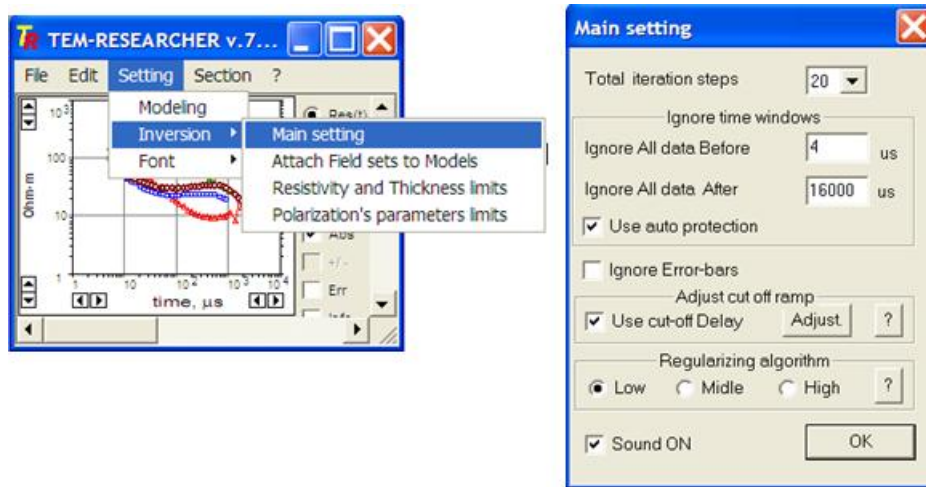 TEM-RESEARCHER v.7...
File Edit Setting Section ?
Modeling
Inversion
Font
Main setting
Attach Field sets to Models
Resistivity and Thickness limits
Polarization's parameters limits
Res(t)
Abs
+/-
Err
Info
Ohm·m
10³
100
10
1
1 10 10² 10³ 10⁴
time, µs
Main setting
Total iteration steps 20
Ignore time windows
Ignore All data Before 4 us
Ignore All data After 16000 us
Use auto protection
Ignore Error-bars
Adjust cut off ramp
Use cut-off Delay Adjust ?
Regularizing algorithm
Low Midle High ?
Sound ON OK